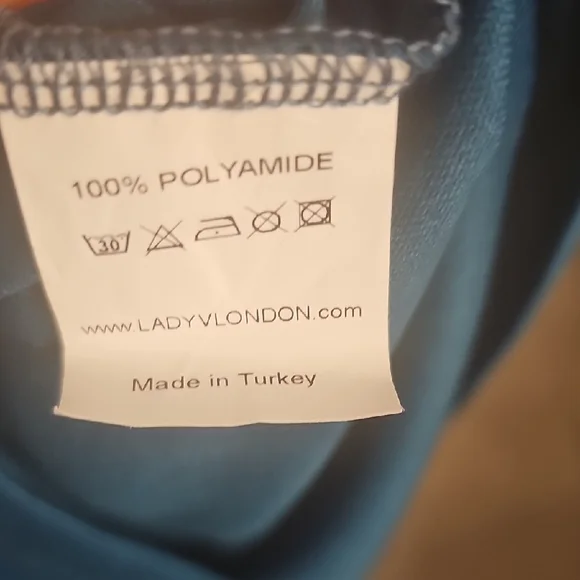 100% POLYAMIDE
30
www.LADYVLONDON.com
Made in Turkey